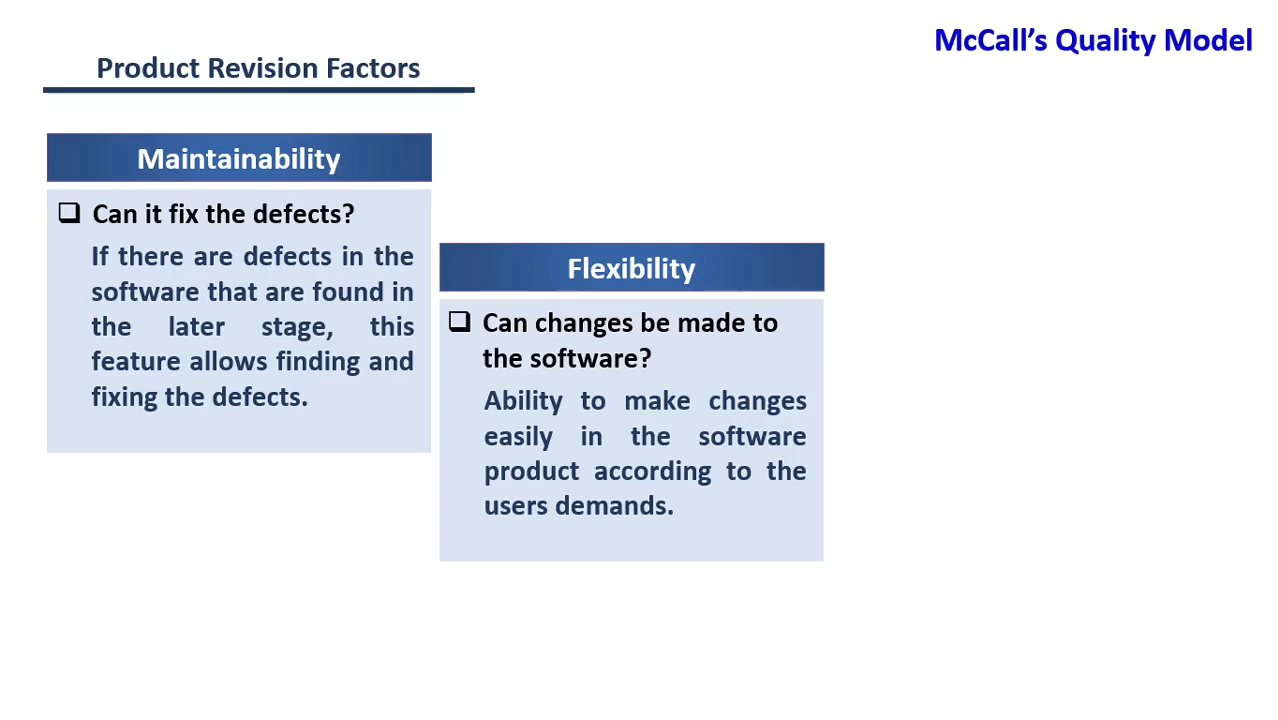 McCall’s Quality Model
Product Revision Factors
Maintainability
❑ Can it fix the defects?
If there are defects in the
software that are found in
the later stage, this
feature allows finding and
fixing the defects.
Flexibility
❑ Can changes be made to
the software?
Ability to make changes
easily in the software
product according to the
users demands.